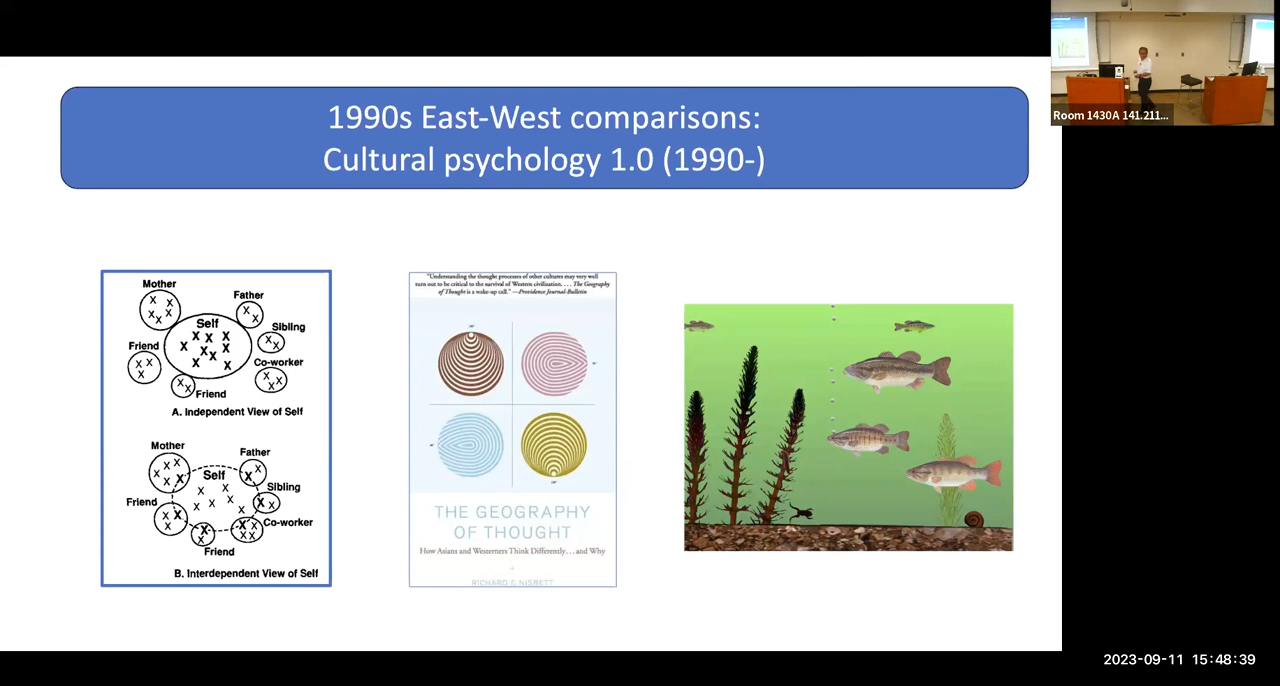 1990s East-West comparisons:
Cultural psychology 1.0 (1990-)
Room 1430A 141.211...
Mother
Father
Self
Sibling
Friend
Co-worker
Friend
A. Independent View of Self
Mother
Father
Self
Sibling
Friend
Co-worker
Friend
B. Interdependent View of Self
"Understanding the thought processes of other cultures may very well
turn out to be critical to the survival of Western civilization. . . . The Geography
of Thought is a wake-up call." —Providence Journal-Bulletin
THE GEOGRAPHY
OF THOUGHT
How Asians and Westerners Think Differently . . . and Why
RICHARD E. NISBETT
2023-09-11 15:48:39